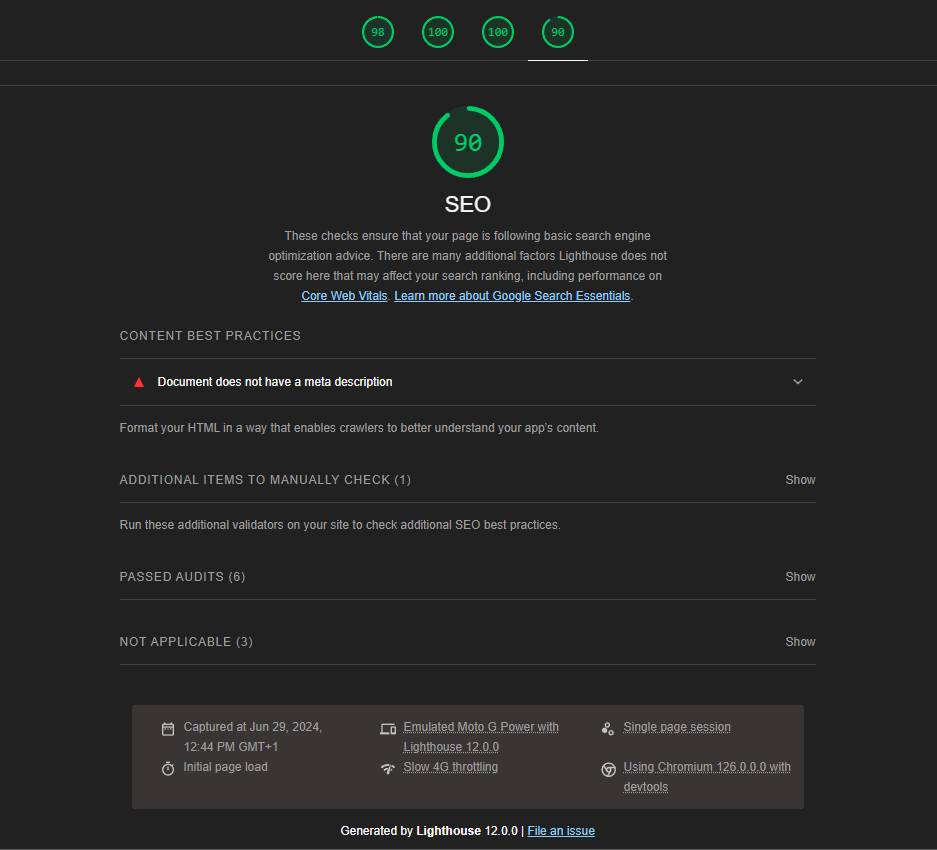 98 100 100 90
90
SEO
These checks ensure that your page is following basic search engine
optimization advice. There are many additional factors Lighthouse does not
score here that may affect your search ranking, including performance on
Core Web Vitals. Learn more about Google Search Essentials.
CONTENT BEST PRACTICES
Document does not have a meta description
Format your HTML in a way that enables crawlers to better understand your app's content.
ADDITIONAL ITEMS TO MANUALLY CHECK (1) Show
Run these additional validators on your site to check additional SEO best practices.
PASSED AUDITS (6) Show
NOT APPLICABLE (3) Show
Captured at Jun 29, 2024,
12:44 PM GMT+1
Emulated Moto G Power with
Lighthouse 12.0.0
Single page session
Initial page load
Slow 4G throttling
Using Chromium 126.0.0.0 with
devtools
Generated by Lighthouse 12.0.0 | File an issue